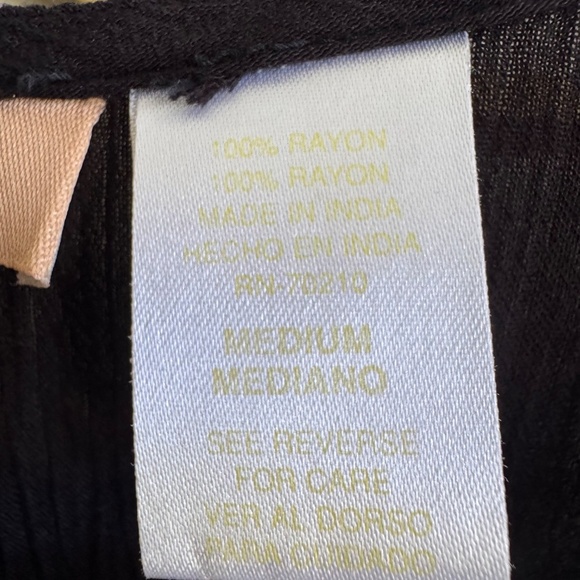 100% RAYON
100% RAYON
MADE IN INDIA
HECHO EN INDIA
RN-70210
MEDIUM
MEDIANO
SEE REVERSE
FOR CARE
VER AL DORSO
PARA CUIDADO